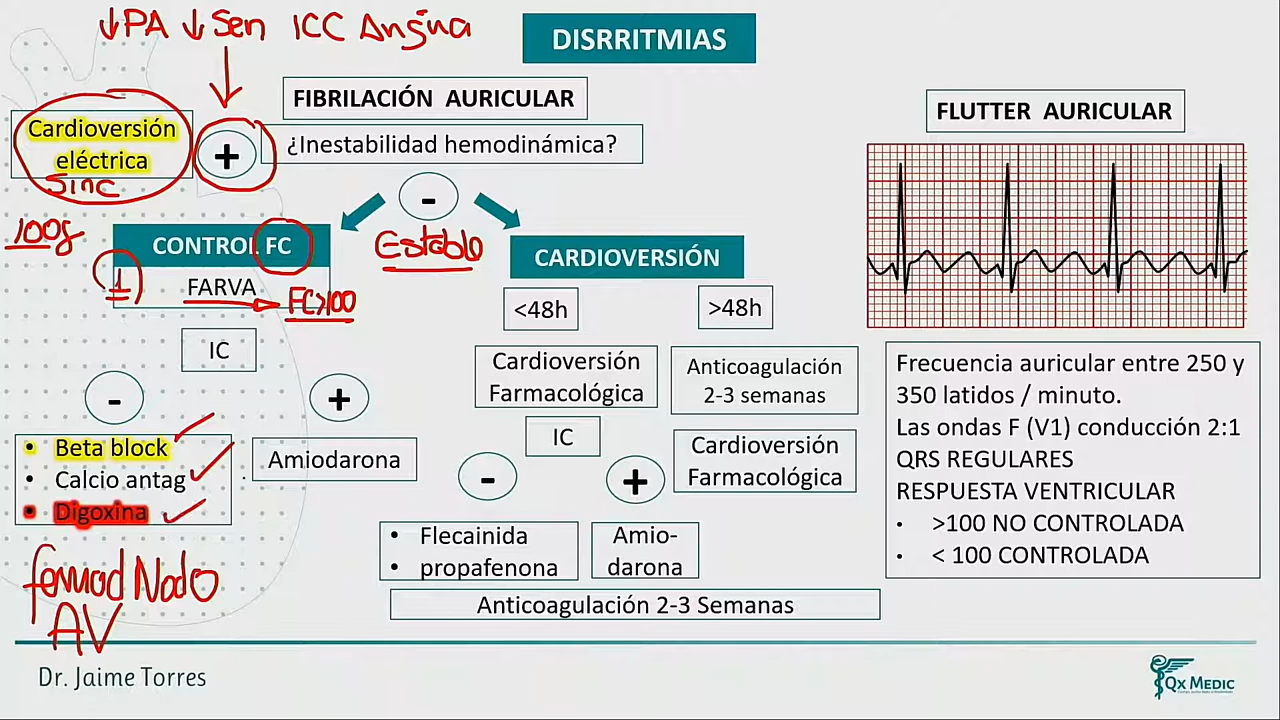 ↓PA ↓Sen ICC Angina
DISRRITMIAS
FIBRILACIÓN AURICULAR
¿Inestabilidad hemodinámica?
Cardioversión
eléctrica
Sinc
+
-
Estable
100J
CONTROL FC
1
FARVA → FC>100
IC
-
+
• Beta block
• Calcio antag
• Digoxina
Amiodarona
Nodo
AV
CARDIOVERSIÓN
<48h
>48h
Cardioversión
Farmacológica
Anticoagulación
2-3 semanas
IC
-
+
Cardioversión
Farmacológica
• Flecainida
• propafenona
Amio-
darona
Anticoagulación 2-3 Semanas
FLUTTER AURICULAR
Frecuencia auricular entre 250 y
350 latidos / minuto.
Las ondas F (V1) conducción 2:1
QRS REGULARES
RESPUESTA VENTRICULAR
• >100 NO CONTROLADA
• < 100 CONTROLADA
Dr. Jaime Torres
Qx MEDIC